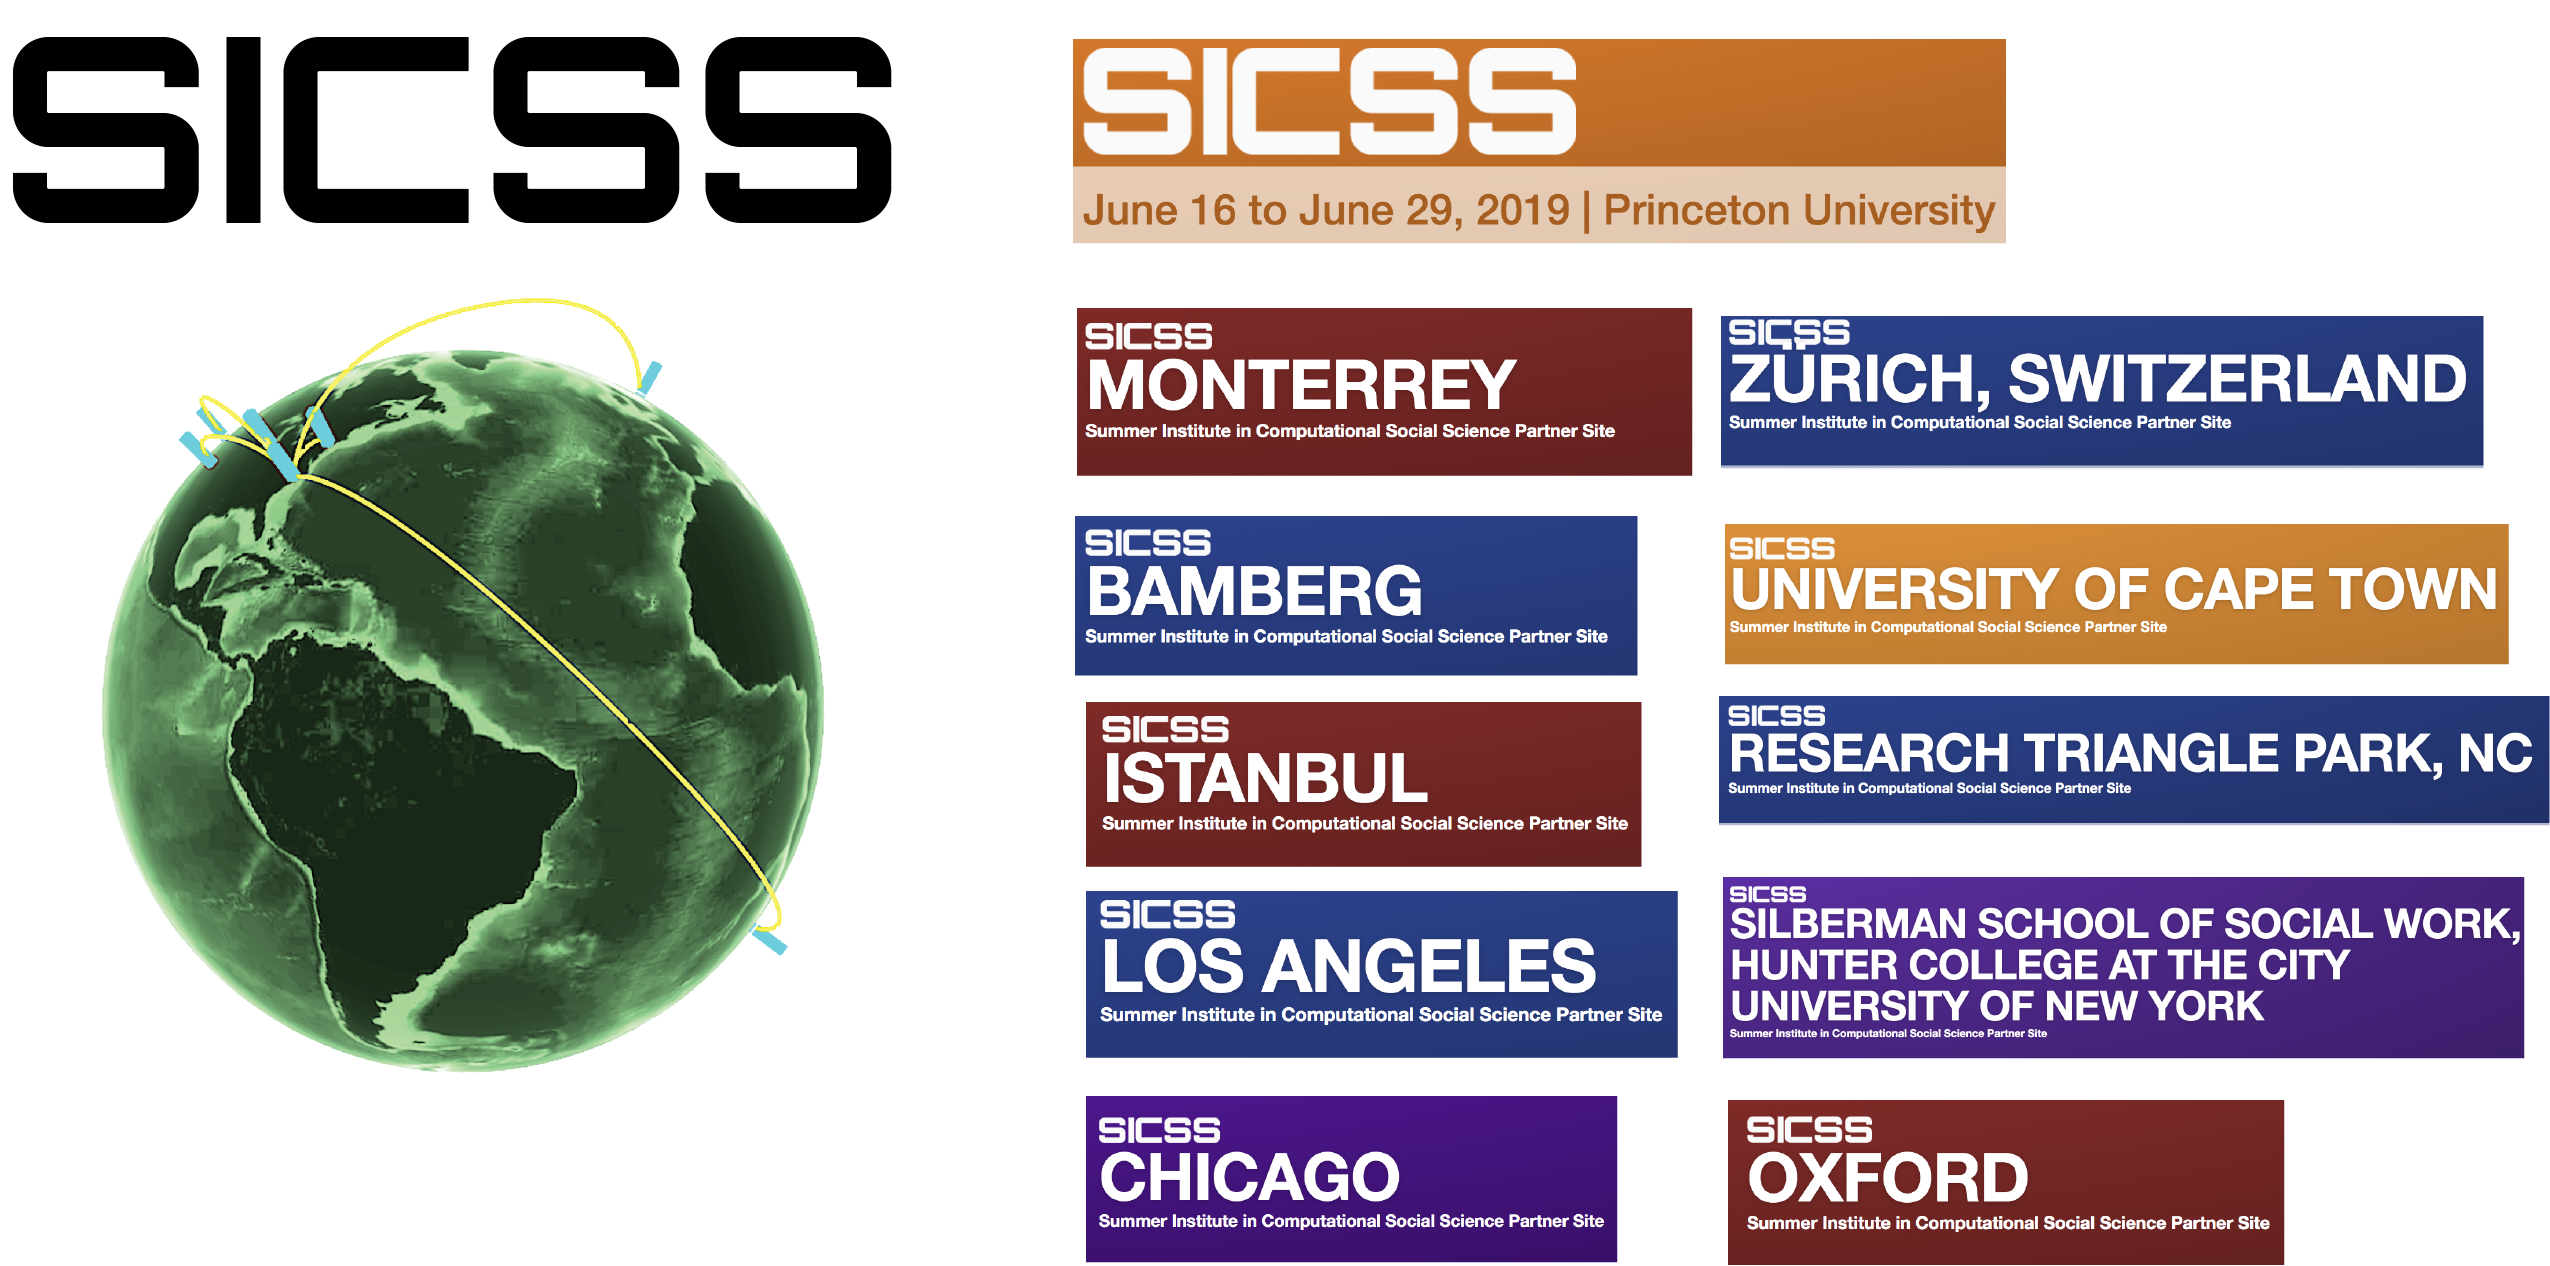 SICSS
SICSS
June 16 to June 29, 2019 | Princeton University
SICSS
MONTERREY
Summer Institute in Computational Social Science Partner Site
SICSS
ZÜRICH, SWITZERLAND
Summer Institute in Computational Social Science Partner Site
SICSS
BAMBERG
Summer Institute in Computational Social Science Partner Site
SICSS
UNIVERSITY OF CAPE TOWN
Summer Institute in Computational Social Science Partner Site
SICSS
ISTANBUL
Summer Institute in Computational Social Science Partner Site
SICSS
RESEARCH TRIANGLE PARK, NC
Summer Institute in Computational Social Science Partner Site
SICSS
LOS ANGELES
Summer Institute in Computational Social Science Partner Site
SICSS
SILBERMAN SCHOOL OF SOCIAL WORK,
HUNTER COLLEGE AT THE CITY
UNIVERSITY OF NEW YORK
Summer Institute in Computational Social Science Partner Site
SICSS
CHICAGO
Summer Institute in Computational Social Science Partner Site
SICSS
OXFORD
Summer Institute in Computational Social Science Partner Site